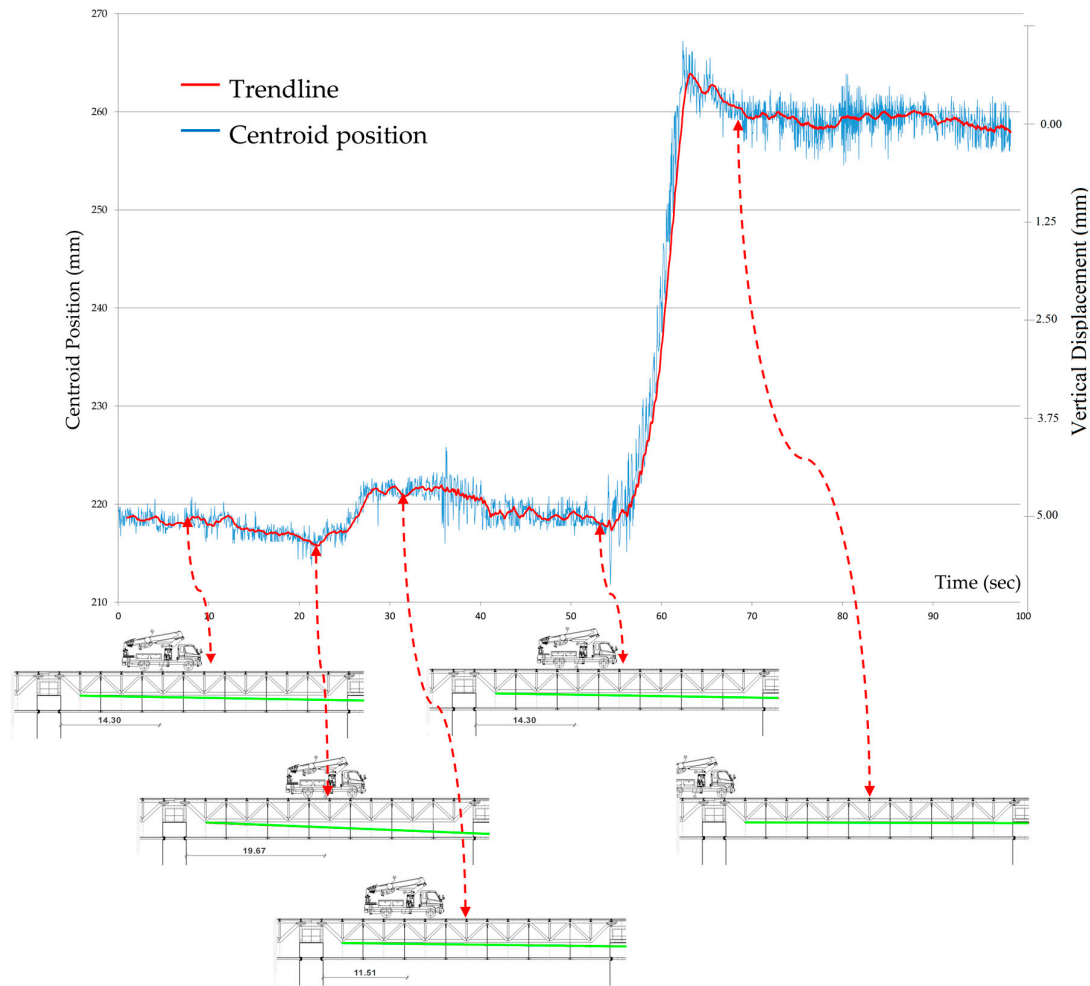 270
260
250
240
230
220
210
Centroid Position (mm)
Trendline
Centroid position
0.00
1.25
2.50
3.75
5.00
Vertical Displacement (mm)
Time (sec)
0 10 20 30 40 50 60 70 80 90 100
14.30
14.30
19.67
11.51